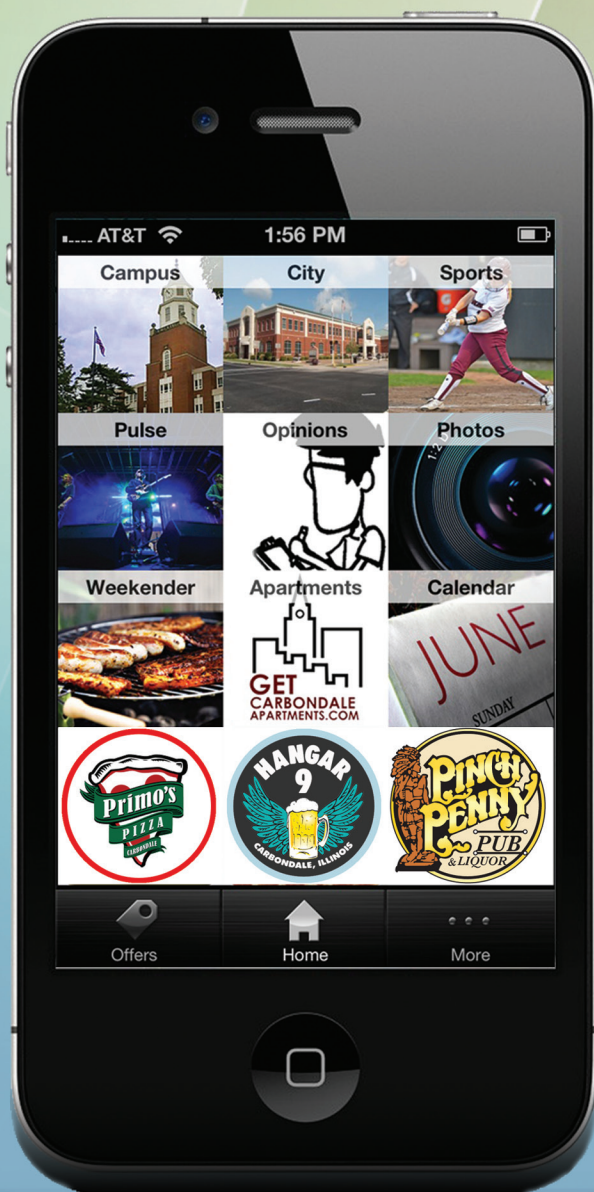 AT&T 1:56 PM
Campus City Sports
Pulse Opinions Photos
Weekender Apartments Calendar
GET
CARBONDALE
APARTMENTS.COM
JUNE
SUNDAY
Primo's
PIZZA
CARBONDALE
HANGAR
9
CARBONDALE, ILLINOIS
PINCH
PENNY
PUB
& LIQUOR
Offers Home More